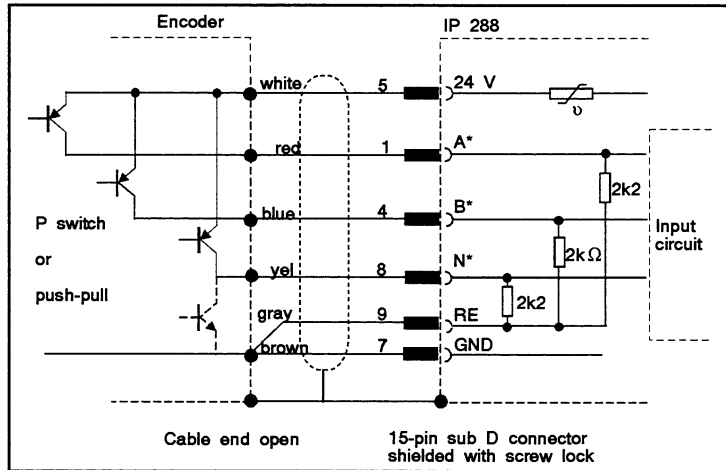 Encoder
IP 288
white 5 24 V
υ
red 1 A*
2k2
blue 4 B*
P switch
or
push-pull
2k Ω
Input
circuit
yel 8 N*
2k2
gray 9 RE
brown 7 GND
Cable end open
15-pin sub D connector
shielded with screw lock